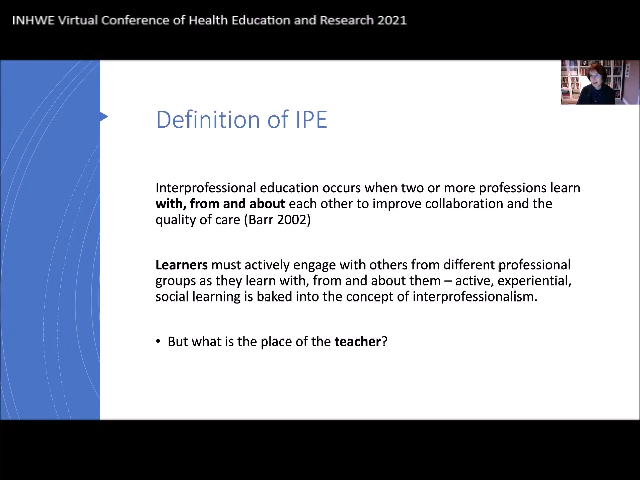 INHWE Virtual Conference of Health Education and Research 2021
Definition of IPE
Interprofessional education occurs when two or more professions learn
with, from and about each other to improve collaboration and the
quality of care (Barr 2002)
Learners must actively engage with others from different professional
groups as they learn with, from and about them – active, experiential,
social learning is baked into the concept of interprofessionalism.
• But what is the place of the teacher?